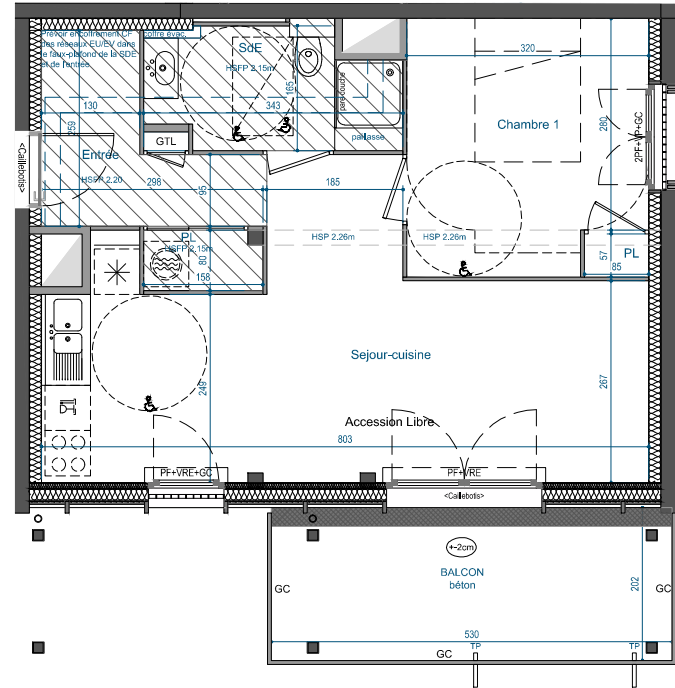 Prévoir encoffrement CF
des réseaux EU/EV dans
le faux-plafond de la SDE
et de l'entrée
coffre évac.
SdE
HSFP 2.15m
165
320
130
343
pare-douche
paillasse
Chambre 1
280
2PF+VP+GC
259
GTL
<Caillebotis>
Entrée
HSFP 2.20
298
95
185
PL
HSFP 2.15m
80
158
HSP 2.26m
HSP 2.26m
57
PL
85
249
Sejour-cuisine
267
Accession Libre
803
PF+VRE+GC
PF+VRE
<Caillebotis>
+-2cm
BALCON
béton
GC
202
GC
530
GC
TP
TP